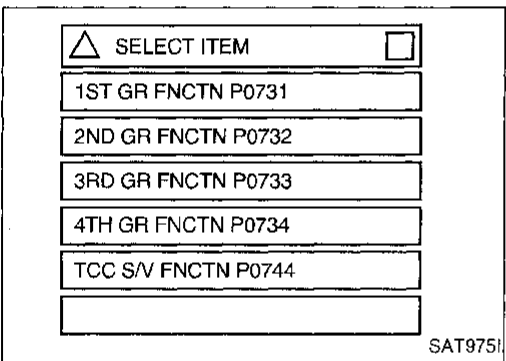 SELECT ITEM
1ST GR FNCTN P0731
2ND GR FNCTN P0732
3RD GR FNCTN P0733
4TH GR FNCTN P0734
TCC S/V FNCTN P0744
SAT975I